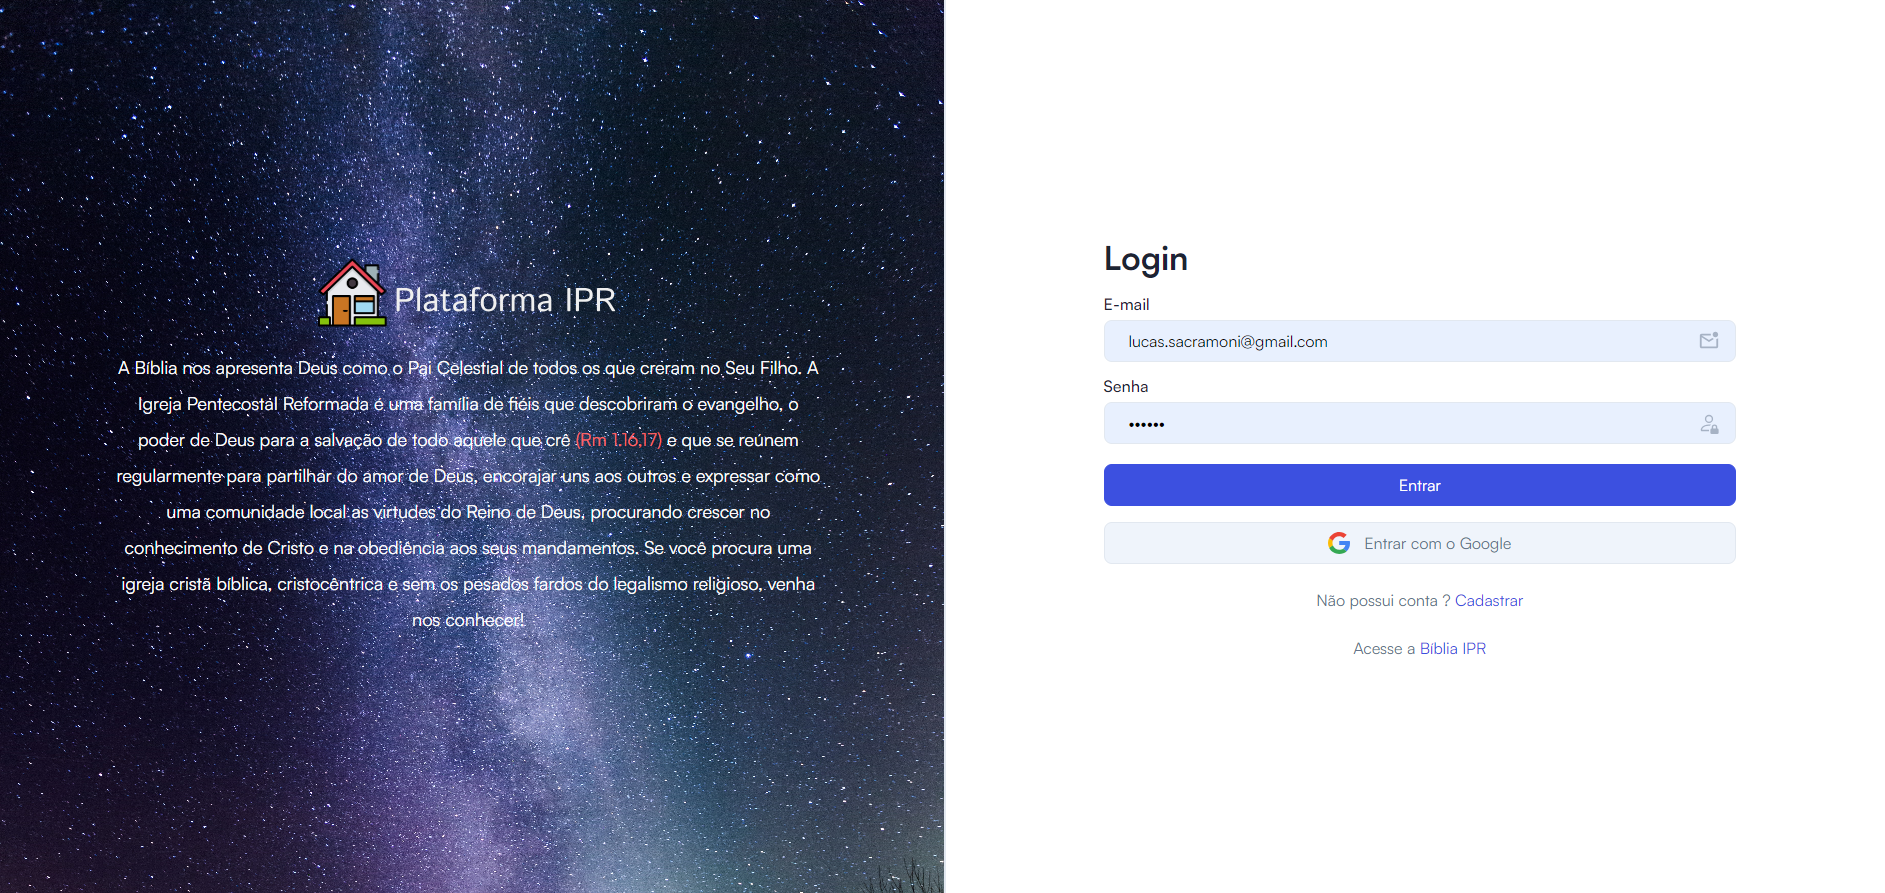 Plataforma IPR
A Bíblia nos apresenta Deus como o Pai Celestial de todos os que creram no Seu Filho. A
Igreja Pentecostal Reformada é uma família de fiéis que descobriram o evangelho, o
poder de Deus para a salvação de todo aquele que crê (Rm 1.16,17) e que se reúnem
regularmente para partilhar do amor de Deus, encorajar uns aos outros e expressar como
uma comunidade local as virtudes do Reino de Deus, procurando crescer no
conhecimento de Cristo e na obediência aos seus mandamentos. Se você procura uma
igreja cristã bíblica, cristocêntrica e sem os pesados fardos do legalismo religioso, venha
nos conhecer!
Login
E-mail
lucas.sacramoni@gmail.com
Senha
••••••
Entrar
Entrar com o Google
Não possui conta ? Cadastrar
Acesse a Bíblia IPR